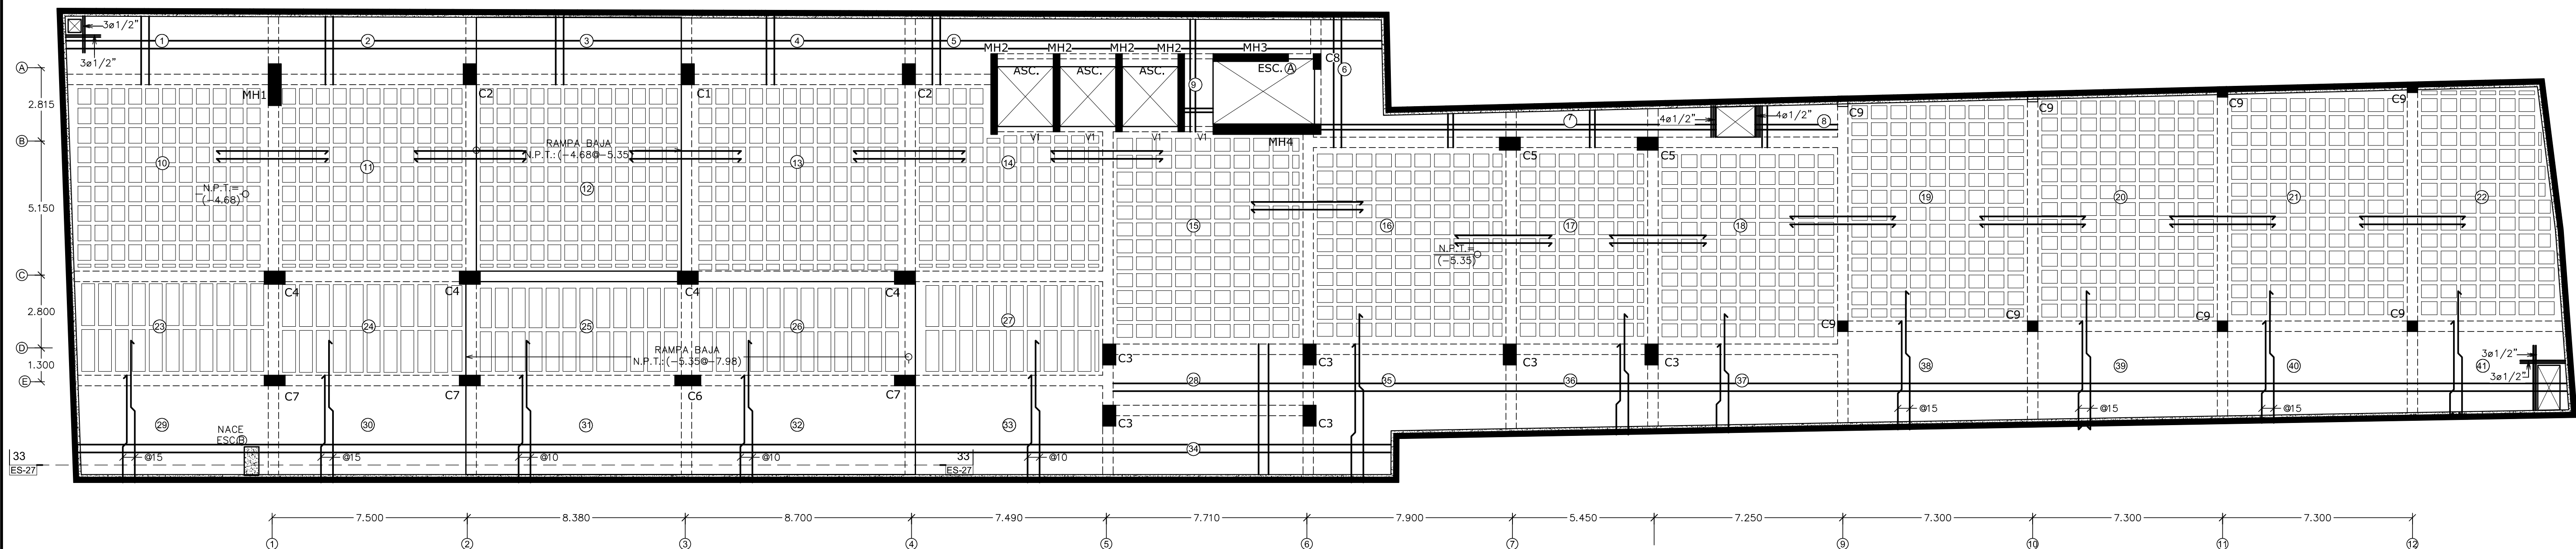 3ø1/2"
3ø1/2"
1
2
3
4
5
MH2
MH2
MH2
MH2
MH3
C8
6
A
ASC.
ASC.
ASC.
ESC. A
9
2.815
MH1
C2
C1
C2
C9
C9
C9
C9
4ø1/2"
4ø1/2"
7
8
B
V1
V1
V1
V1
MH4
C5
C5
RAMPA BAJA
N.P.T.:(-4.68@-5.35)
10
11
12
13
14
5.150
N.P.T.=
(-4.68)
15
16
17
18
19
20
21
22
N.P.T.=
(-5.35)
C
C4
C4
C4
C4
2.800
23
24
25
26
27
C9
C9
C9
C9
D
RAMPA BAJA
N.P.T.:(-5.35@-7.98)
C3
C3
C3
C3
1.300
3ø1/2"
3ø1/2"
E
28
35
36
37
38
39
40
41
C7
C7
C6
C7
@15
@15
@15
29
30
31
32
33
C3
C3
NACE
ESC.B
34
33
ES-27
@15
@15
@10
@10
@10
33
ES-27
7.500
8.380
8.700
7.490
7.710
7.900
5.450
7.250
7.300
7.300
7.300
1
2
3
4
5
6
7
9
10
11
12